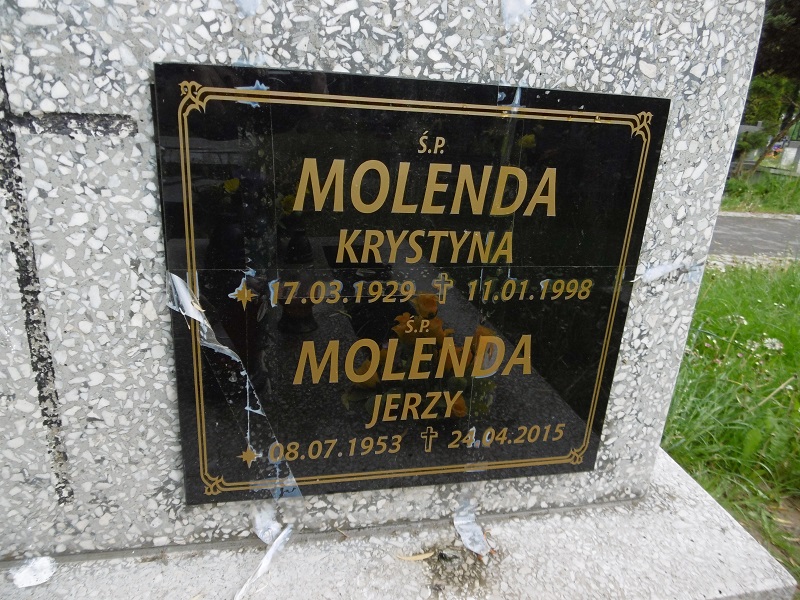 Ś.P.
MOLENDA
KRYSTYNA
17.03.1929 11.01.1998
Ś.P.
MOLENDA
JERZY
08.07.1953 24.04.2015